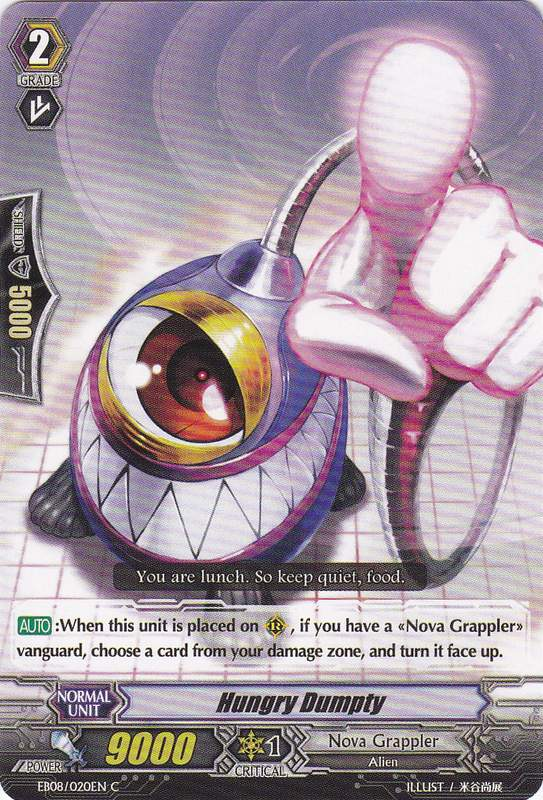 2
GRADE
SHIELD
5000
You are lunch. So keep quiet, food.
AUTO :When this unit is placed on R , if you have a «Nova Grappler»
vanguard, choose a card from your damage zone, and turn it face up.
NORMAL
UNIT
Hungry Dumpty
POWER
9000
1
CRITICAL
Nova Grappler
Alien
EB08/020EN C
ILLUST / 米谷尚展